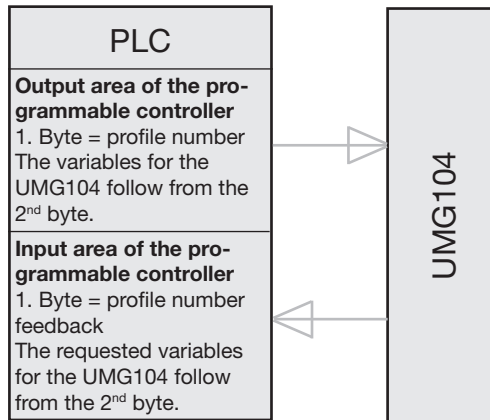 PLC
Output area of the pro-
grammable controller
1. Byte = profile number
The variables for the
UMG104 follow from the
2nd byte.
Input area of the pro-
grammable controller
1. Byte = profile number
feedback
The requested variables
for the UMG104 follow
from the 2nd byte.
UMG104